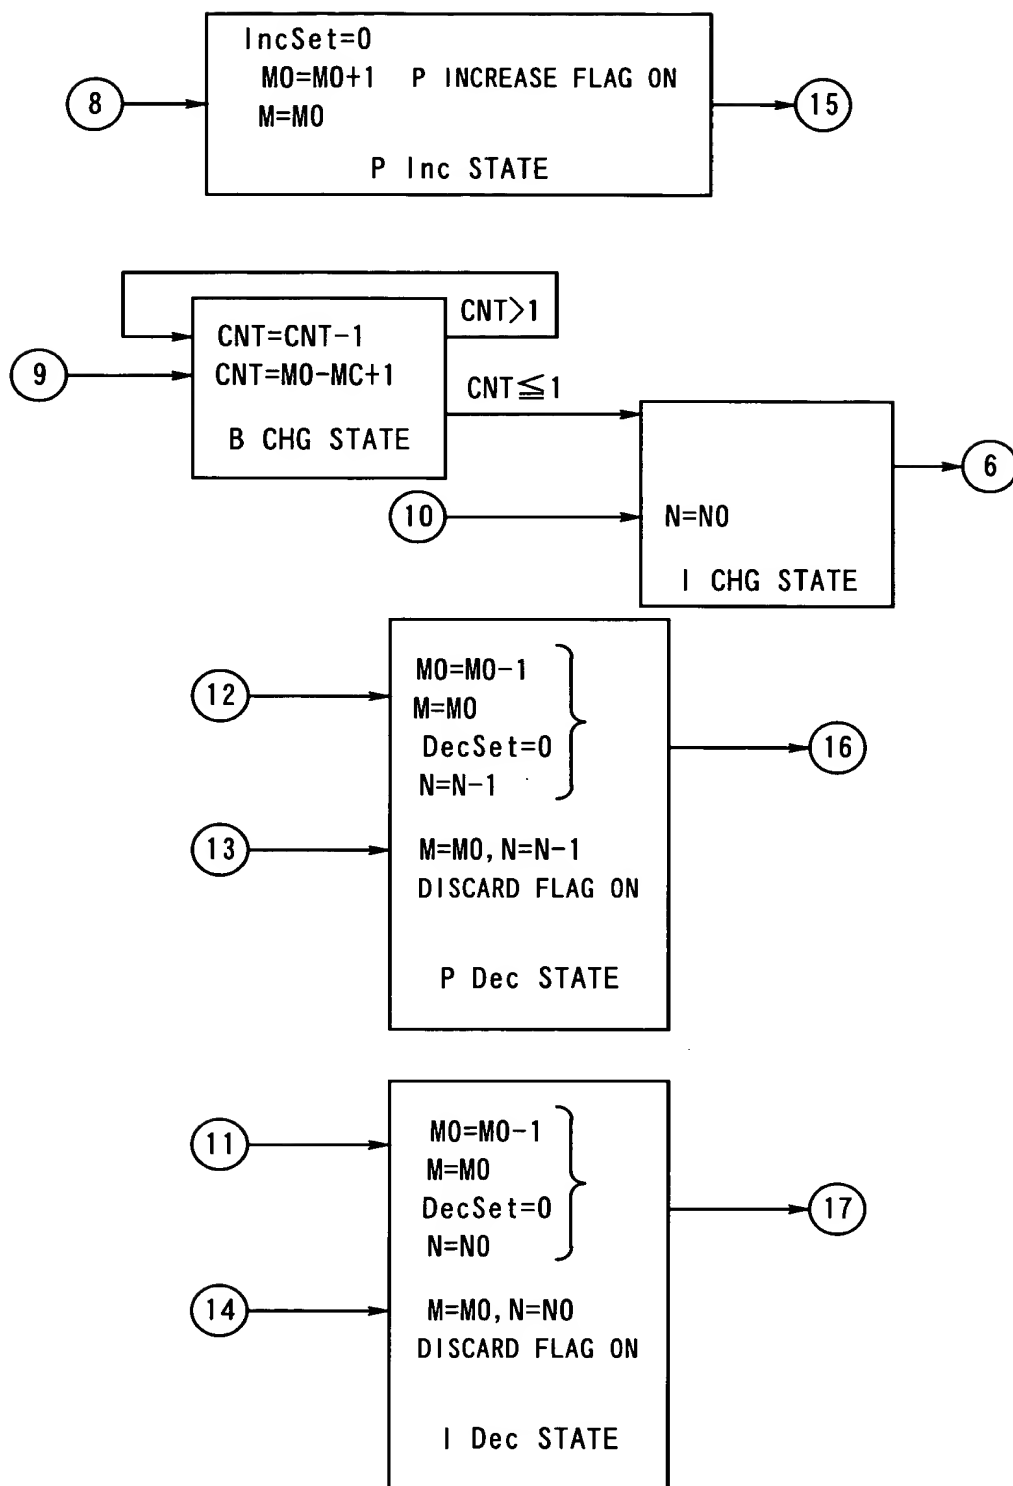 IncSet=0
M0=M0+1 P INCREASE FLAG ON
8
15
M=M0
P Inc STATE
CNT>1
CNT=CNT-1
9
CNT=M0-MC+1
CNT≦1
B CHG STATE
6
10
N=N0
I CHG STATE
M0=M0-1
12
M=M0
DecSet=0
16
N=N-1
13
M=M0, N=N-1
DISCARD FLAG ON
P Dec STATE
11
M0=M0-1
M=M0
DecSet=0
17
N=N0
14
M=M0, N=N0
DISCARD FLAG ON
I Dec STATE